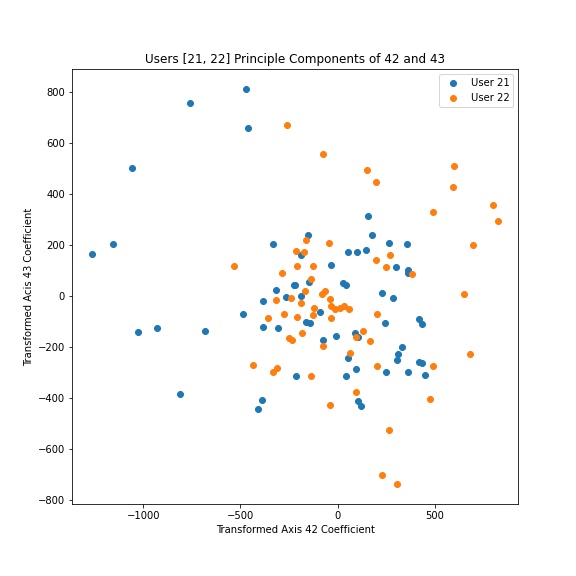 Users [21, 22] Principle Components of 42 and 43
User 21
User 22
Transformed Acis 43 Coefficient
800
600
400
200
0
−200
−400
−600
−800
−1000
−500
0
500
Transformed Axis 42 Coefficient